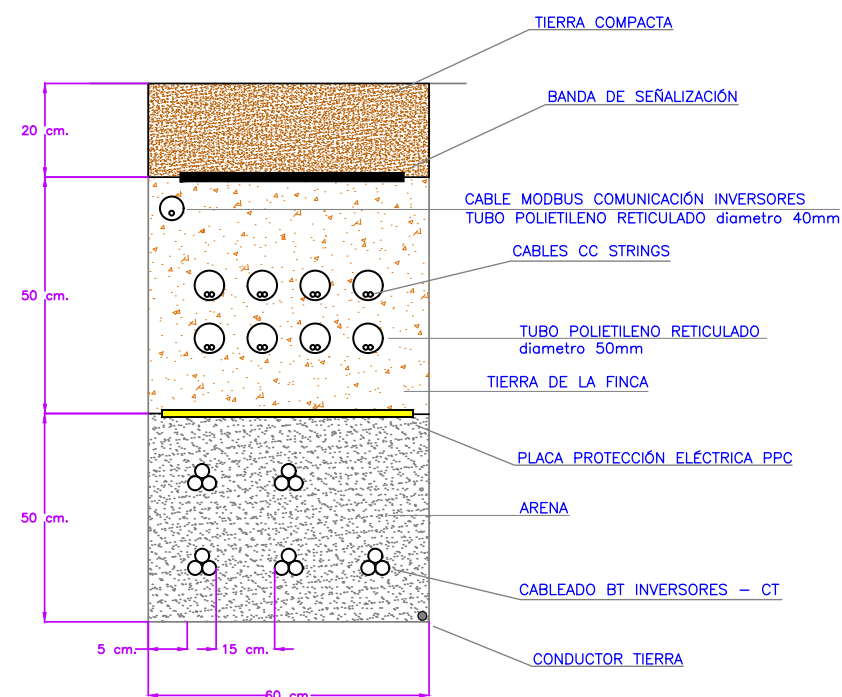 TIERRA COMPACTA
BANDA DE SEÑALIZACIÓN
20 cm.
CABLE MODBUS COMUNICACIÓN INVERSORES
TUBO POLIETILENO RETICULADO diametro 40mm
CABLES CC STRINGS
50 cm.
TUBO POLIETILENO RETICULADO
diametro 50mm
TIERRA DE LA FINCA
PLACA PROTECCIÓN ELÉCTRICA PPC
ARENA
50 cm.
CABLEADO BT INVERSORES – CT
5 cm.
15 cm.
CONDUCTOR TIERRA
60 cm